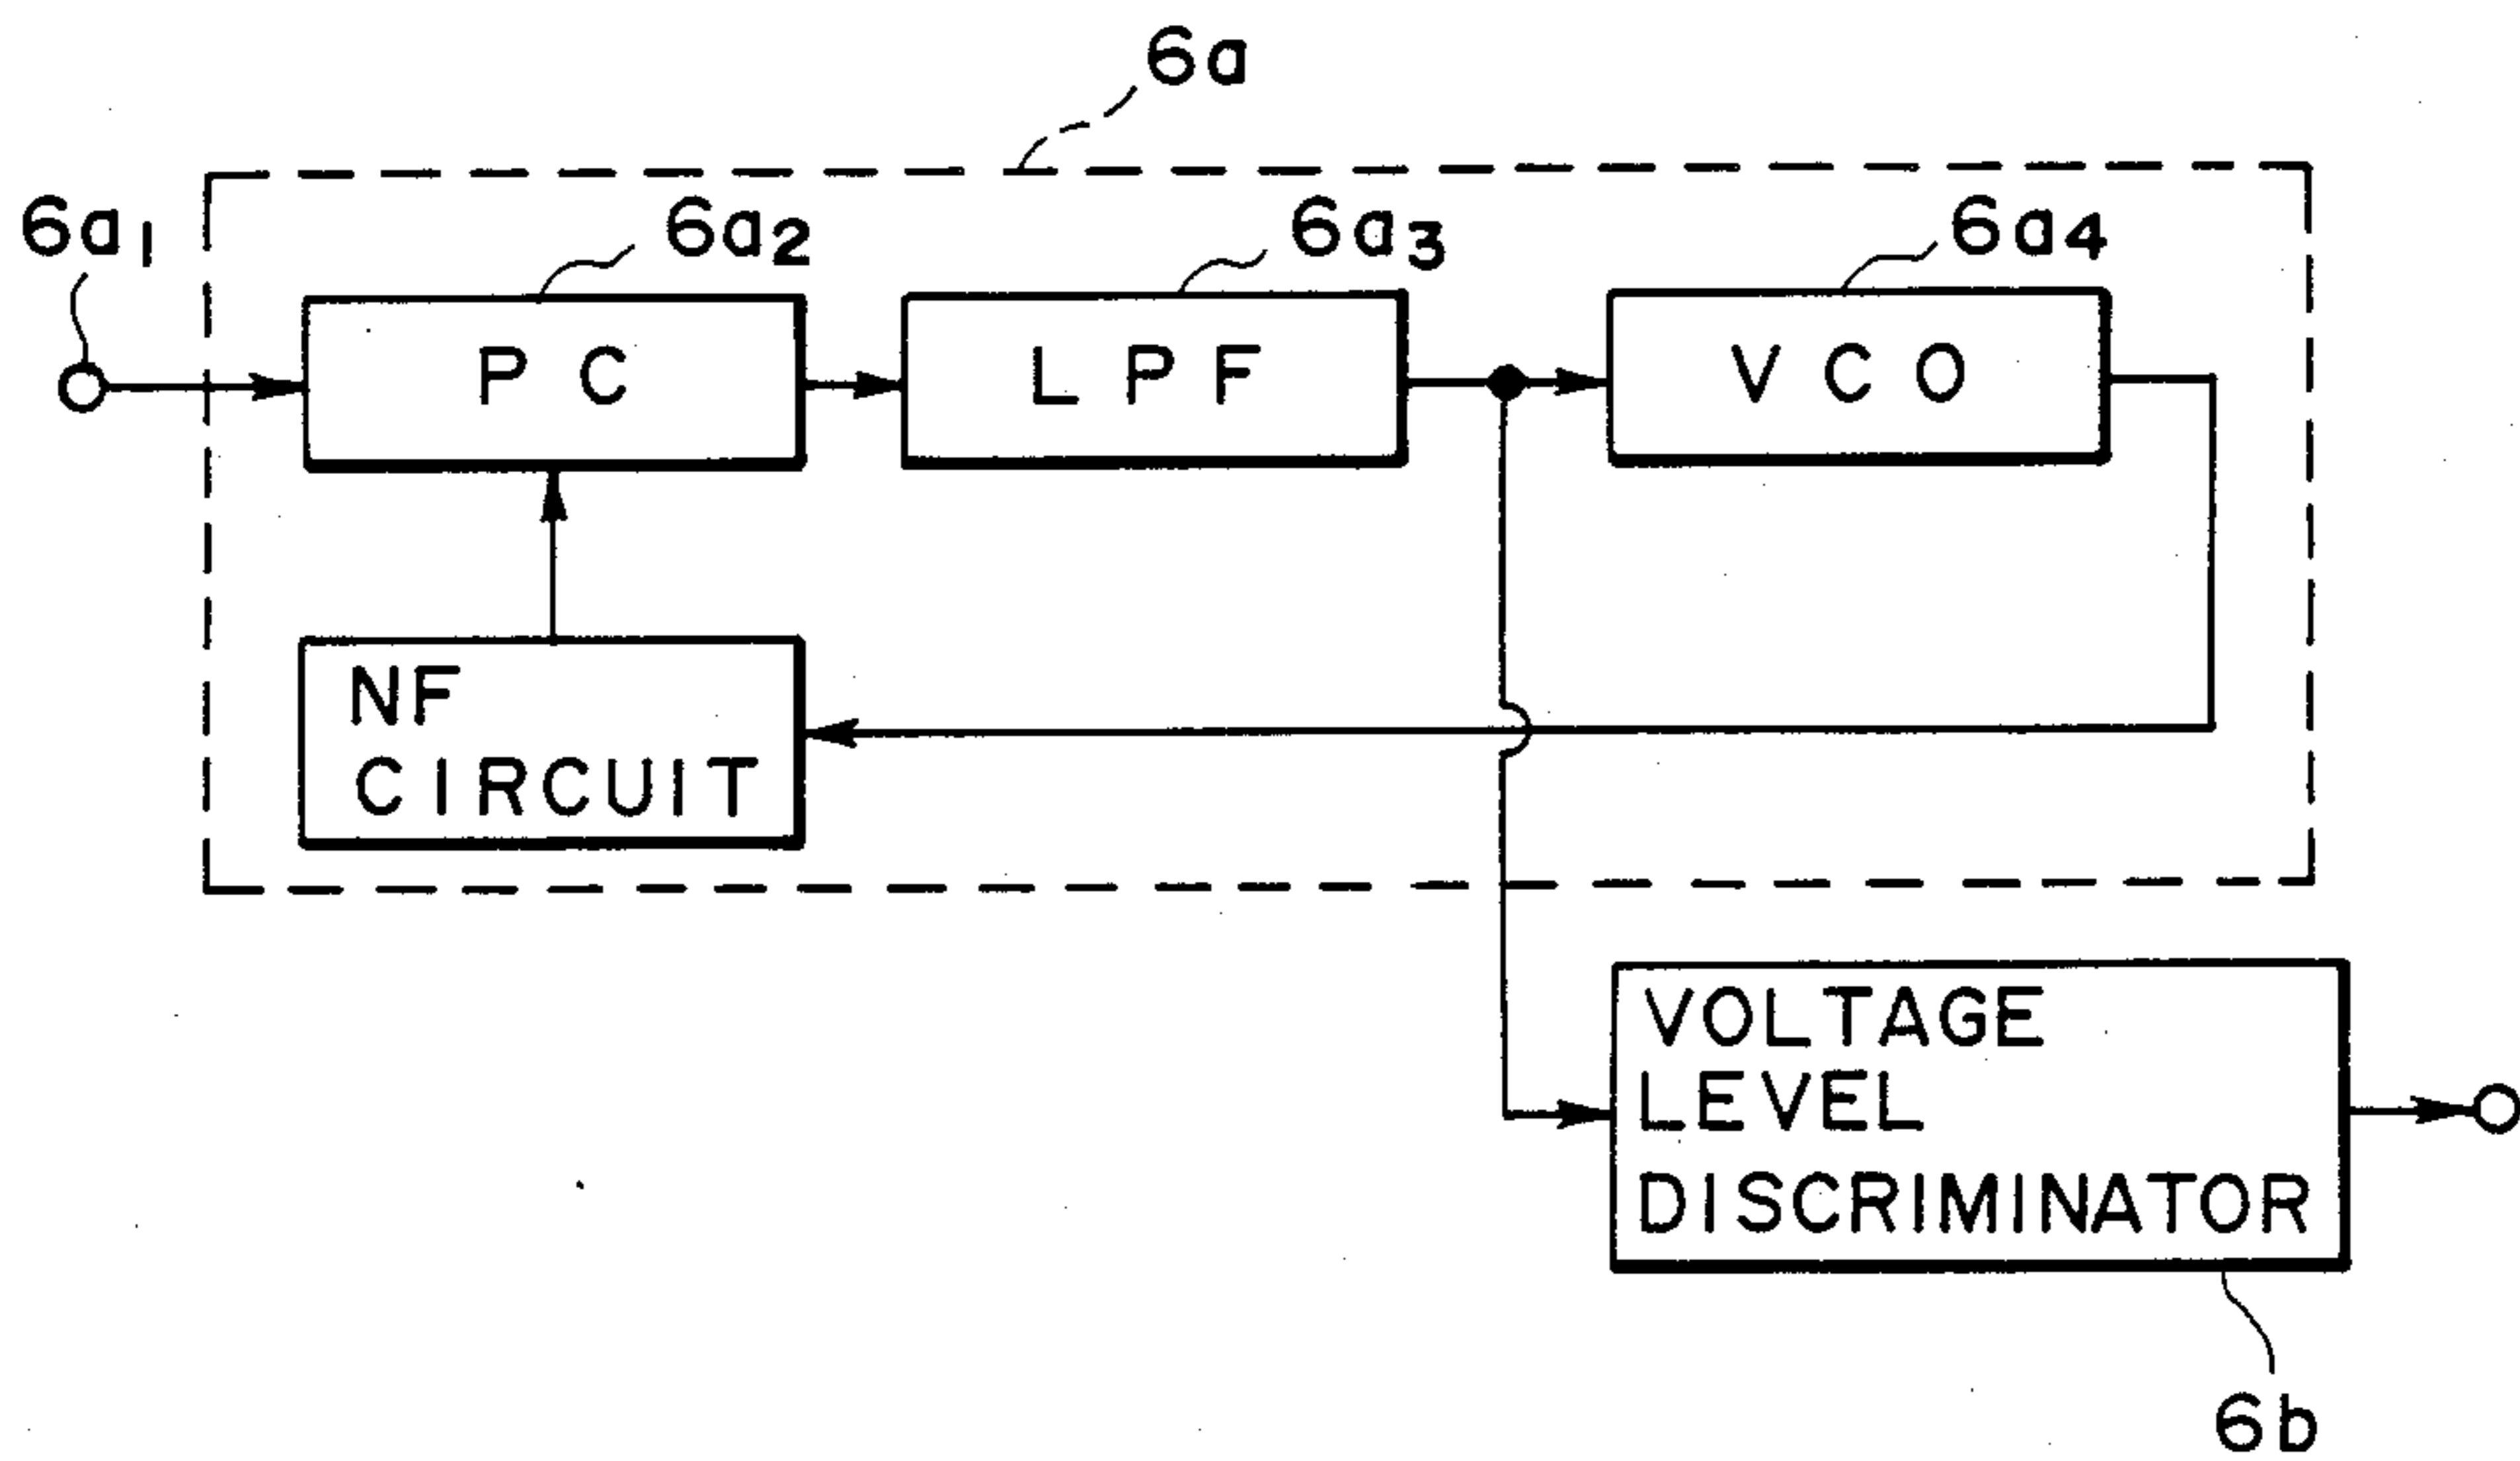 6a
6a1
6a2
6a3
6a4
PC
LPF
VCO
NF
CIRCUIT
VOLTAGE
LEVEL
DISCRIMINATOR
6b